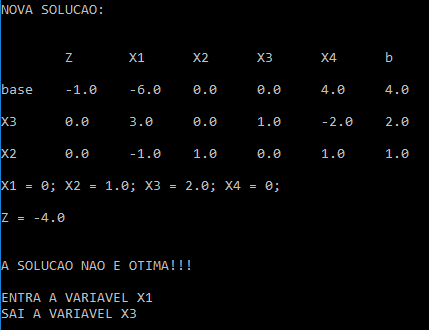 NOVA SOLUCAO:
Z X1 X2 X3 X4 b
base -1.0 -6.0 0.0 0.0 4.0 4.0
X3 0.0 3.0 0.0 1.0 -2.0 2.0
X2 0.0 -1.0 1.0 0.0 1.0 1.0
X1 = 0; X2 = 1.0; X3 = 2.0; X4 = 0;
Z = -4.0
A SOLUCAO NAO E OTIMA!!!
ENTRA A VARIAVEL X1
SAI A VARIAVEL X3